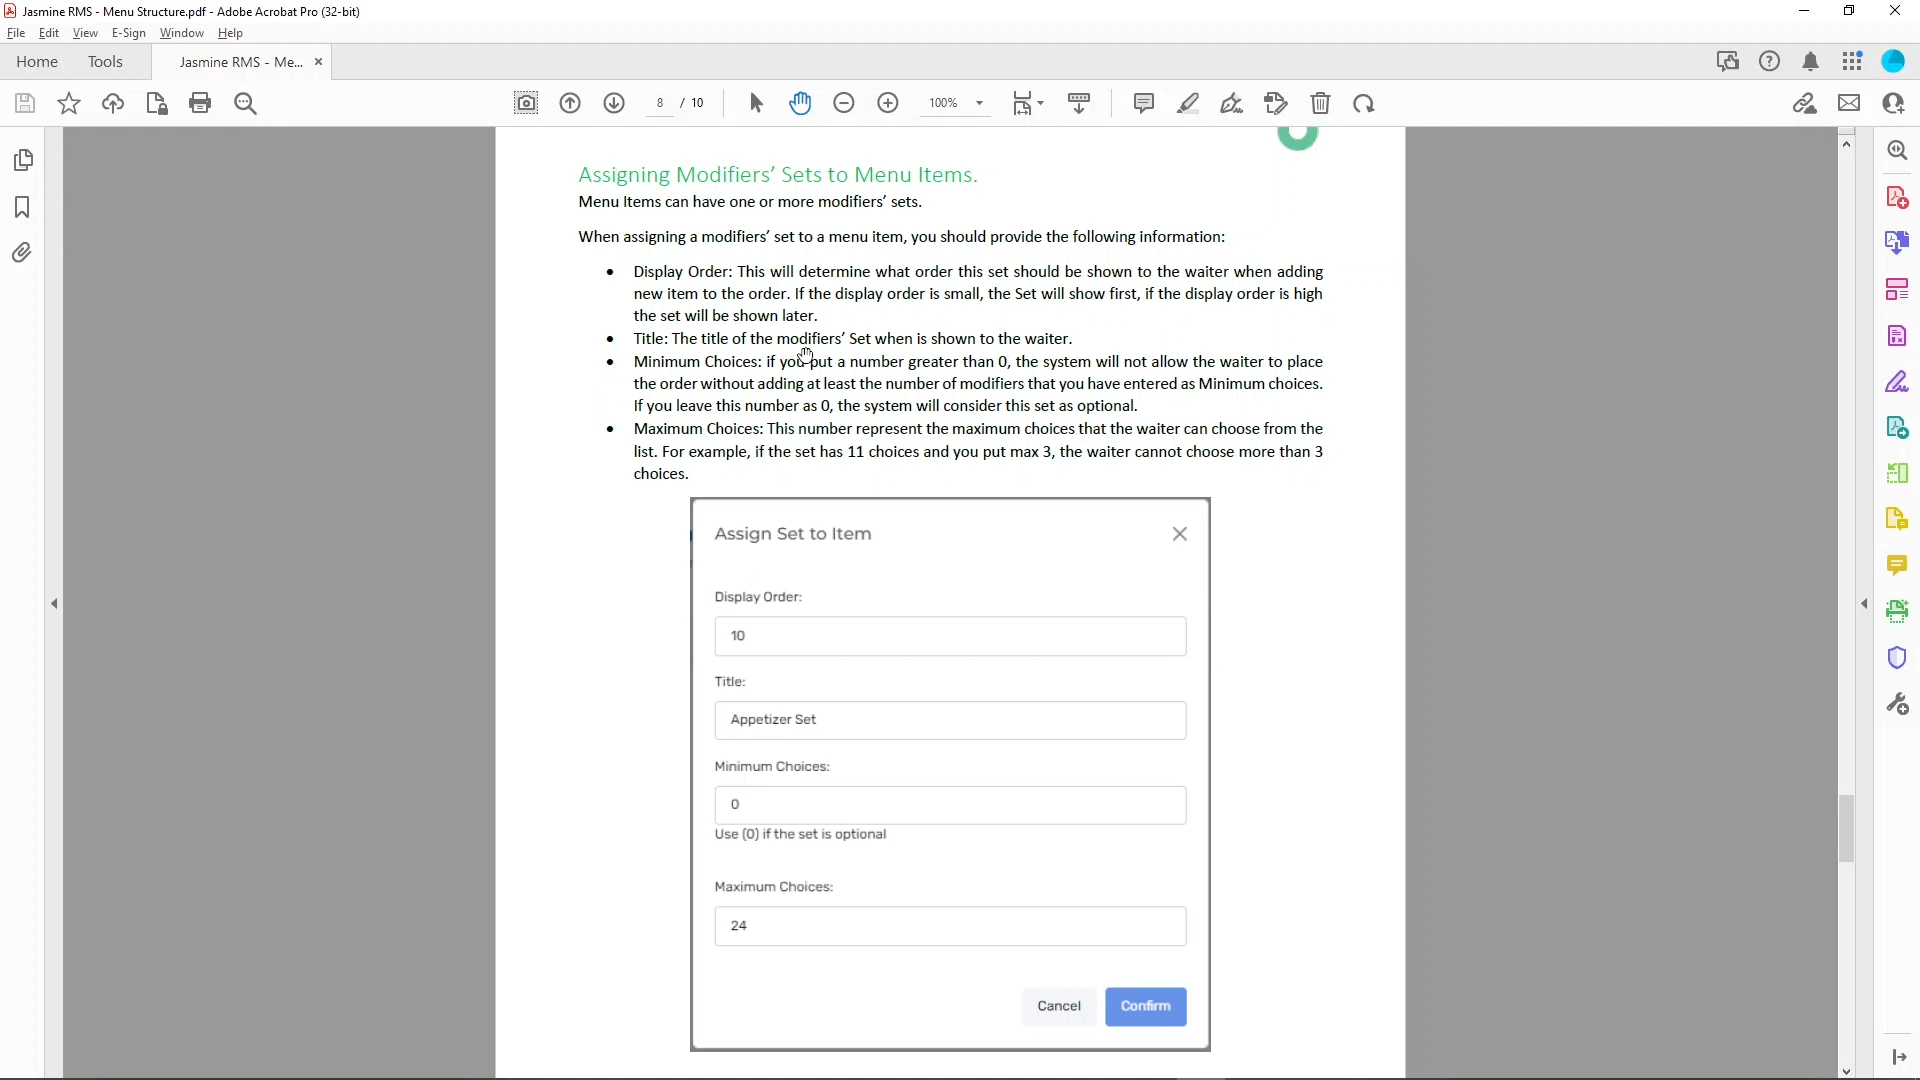 Jasmine RMS - Menu Structure.pdf - Adobe Acrobat Pro (32-bit)
File Edit View E-Sign Window Help
Home Tools Jasmine RMS - Me...
8 / 10 100%
Assigning Modifiers’ Sets to Menu Items.
Menu Items can have one or more modifiers’ sets.
When assigning a modifiers’ set to a menu item, you should provide the following information:
• Display Order: This will determine what order this set should be shown to the waiter when adding
new item to the order. If the display order is small, the Set will show first, if the display order is high
the set will be shown later.
• Title: The title of the modifiers’ Set when is shown to the waiter.
• Minimum Choices: if you put a number greater than 0, the system will not allow the waiter to place
the order without adding at least the number of modifiers that you have entered as Minimum choices.
If you leave this number as 0, the system will consider this set as optional.
• Maximum Choices: This number represent the maximum choices that the waiter can choose from the
list. For example, if the set has 11 choices and you put max 3, the waiter cannot choose more than 3
choices.
Assign Set to Item
Display Order:
10
Title:
Appetizer Set
Minimum Choices:
0
Use (0) if the set is optional
Maximum Choices:
24
Cancel Confirm